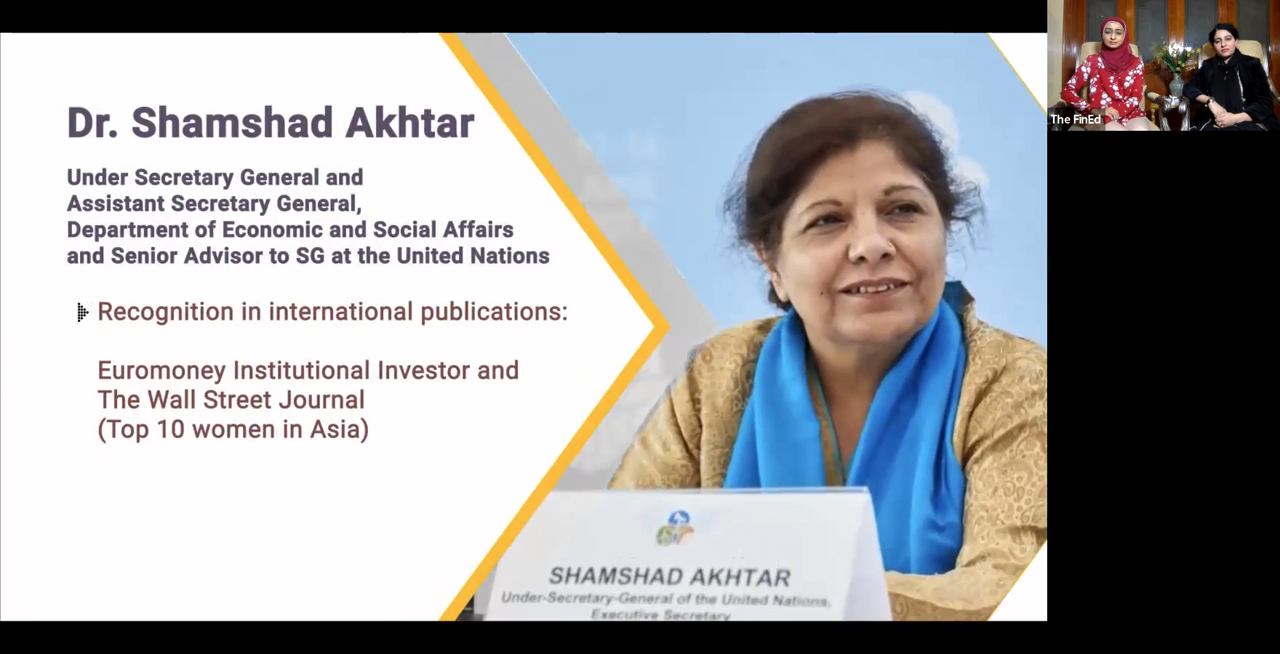 Dr. Shamshad Akhtar
Under Secretary General and
Assistant Secretary General,
Department of Economic and Social Affairs
and Senior Advisor to SG at the United Nations
Recognition in international publications:
Euromoney Institutional Investor and
The Wall Street Journal
(Top 10 women in Asia)
SHAMSHAD AKHTAR
Under-Secretary-General of the United Nations,
Executive Secretary
The FinEd